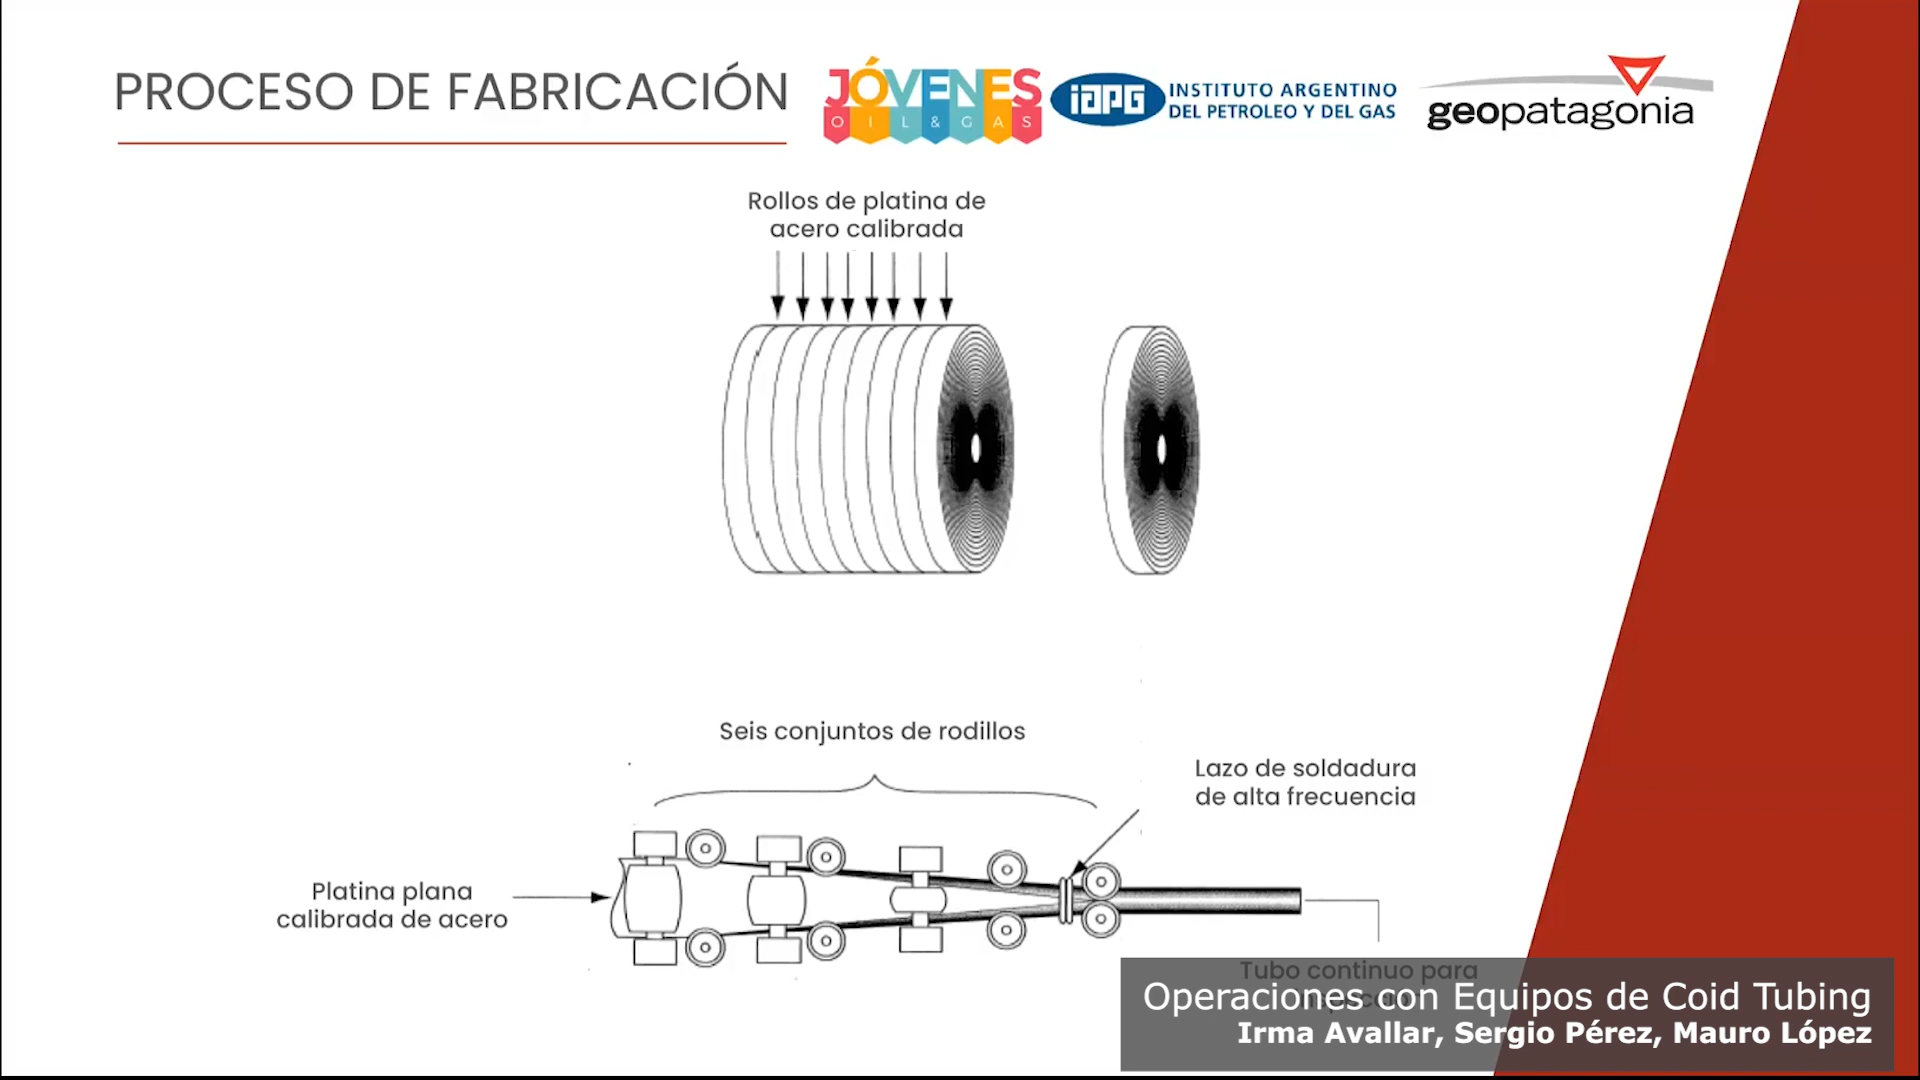 PROCESO DE FABRICACIÓN
JÓVENES
OIL&GAS
iAPG
INSTITUTO ARGENTINO
DEL PETROLEO Y DEL GAS
geopatagonia
Rollos de platina de
acero calibrada
Seis conjuntos de rodillos
Lazo de soldadura
de alta frecuencia
Platina plana
calibrada de acero
Tubo continuo para
Operaciones con Equipos de Coid Tubing
Irma Avallar, Sergio Pérez, Mauro López